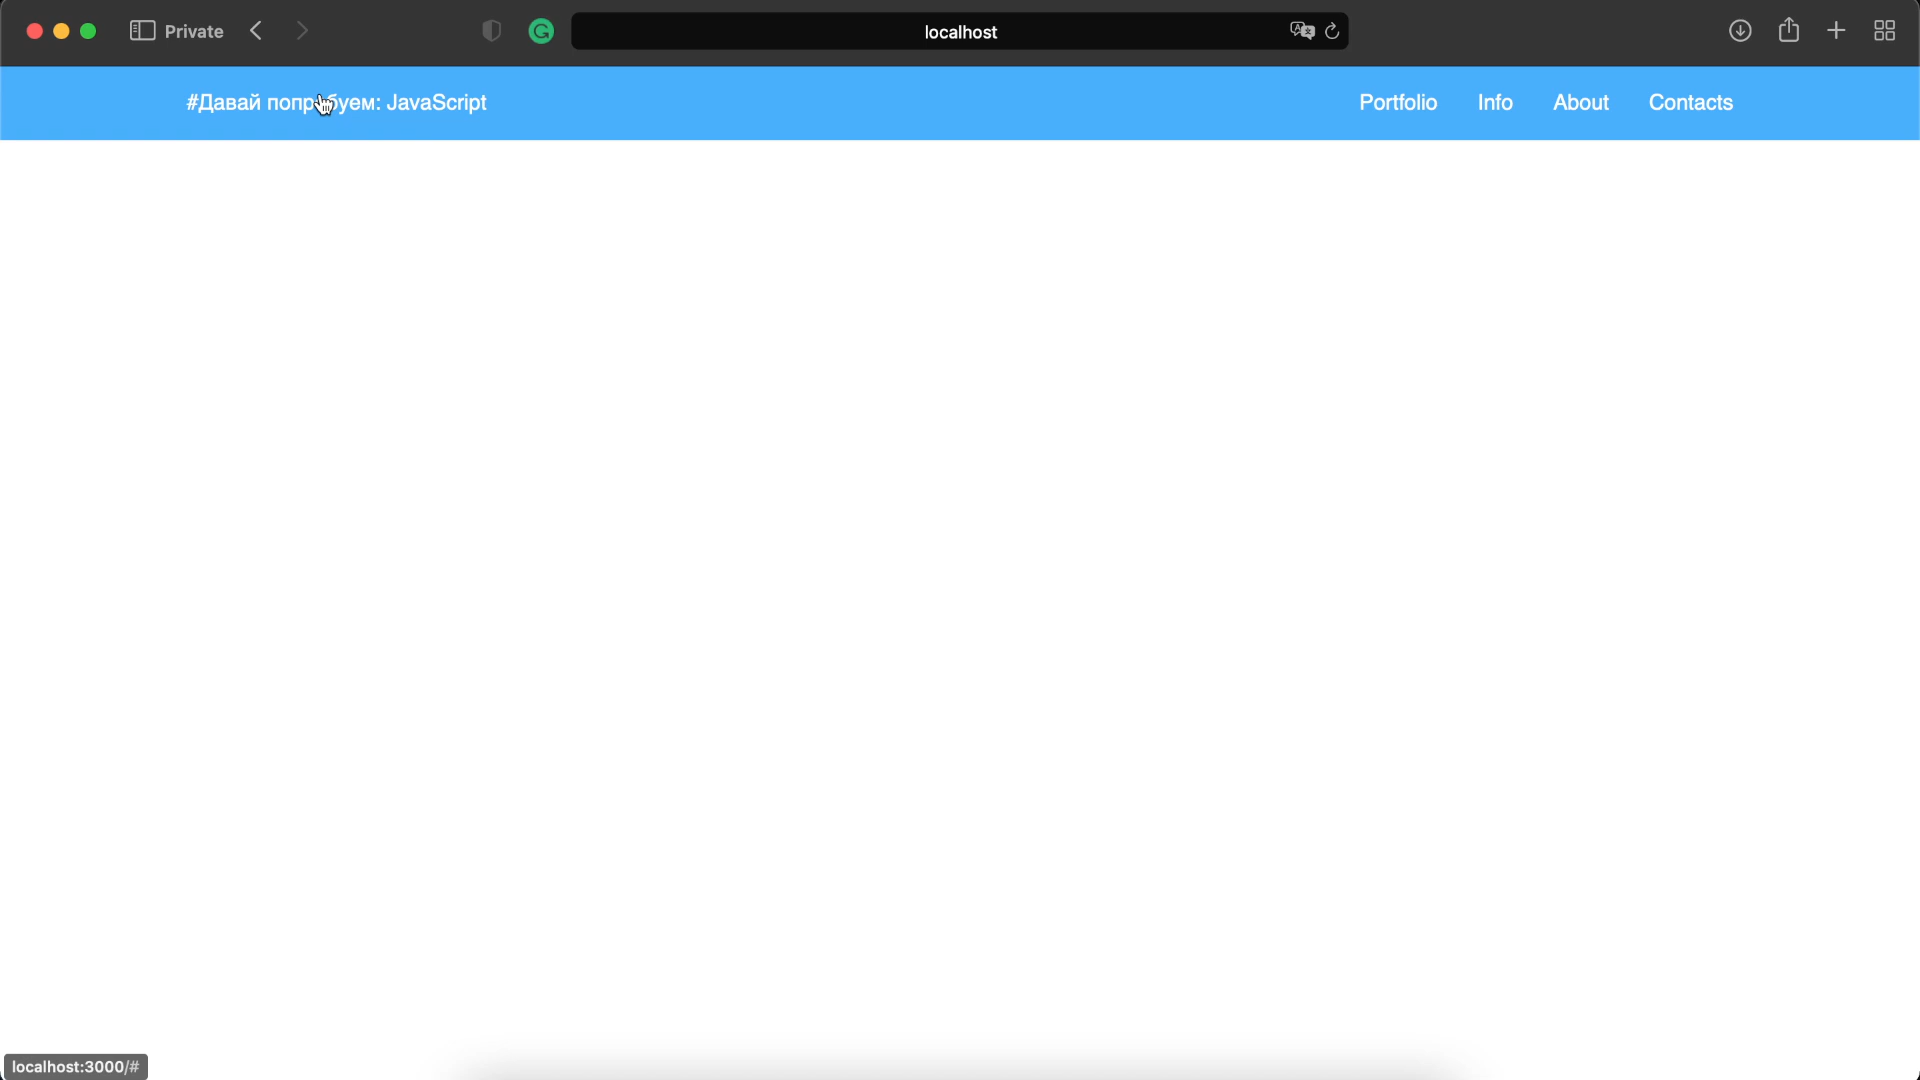 Private
localhost
#Давай попробуем: JavaScript
Portfolio Info About Contacts
localhost:3000/#